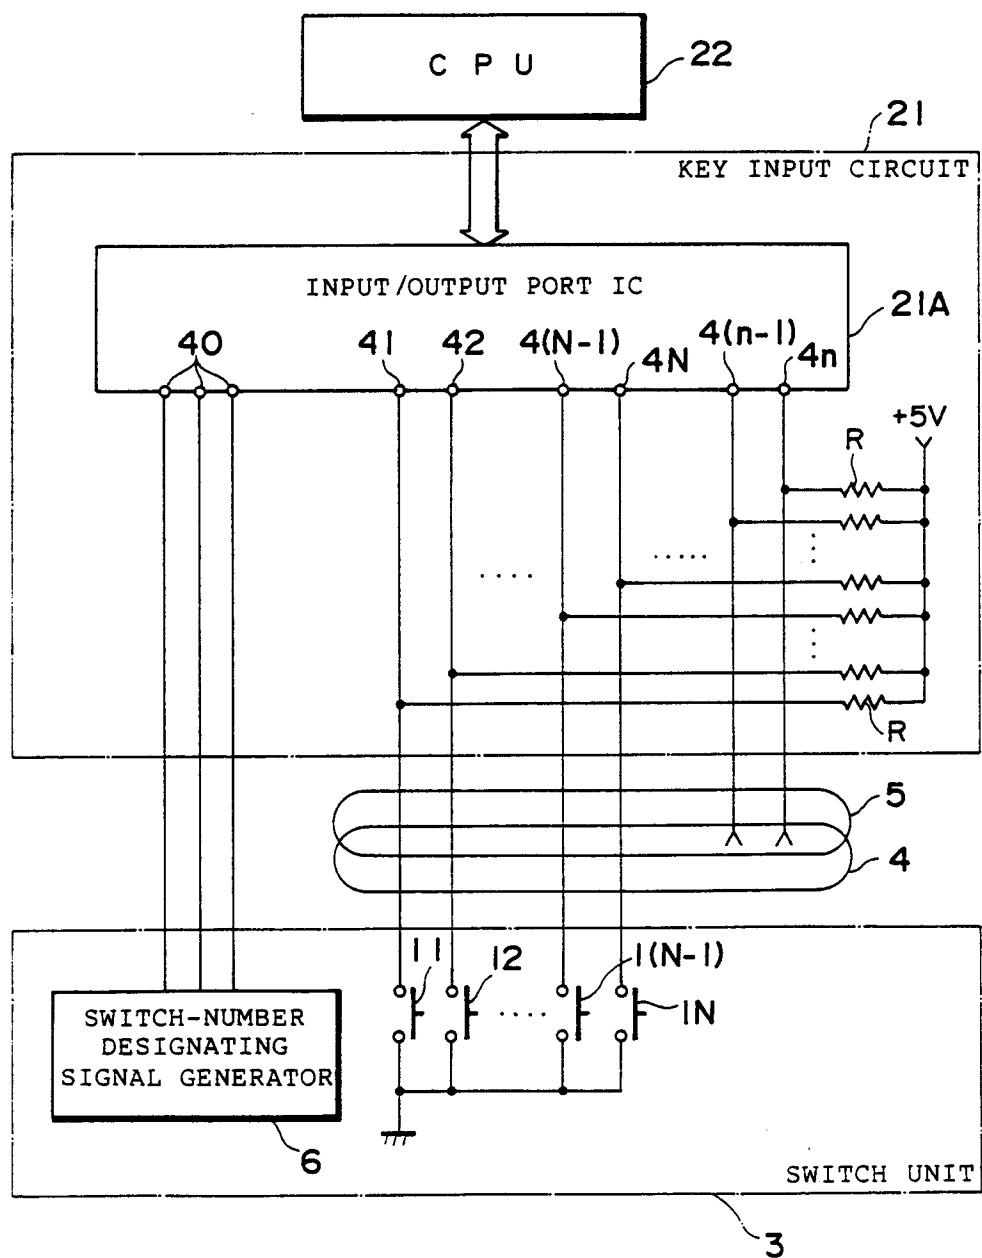 C P U
22
21
KEY INPUT CIRCUIT
INPUT/OUTPUT PORT IC
21A
40
41
42
4(N-1)
4N
4(n-1)
4n
+5V
R
.....
....
R
5
4
11
12
....
1(N-1)
1N
SWITCH-NUMBER
DESIGNATING
SIGNAL GENERATOR
6
SWITCH UNIT
3